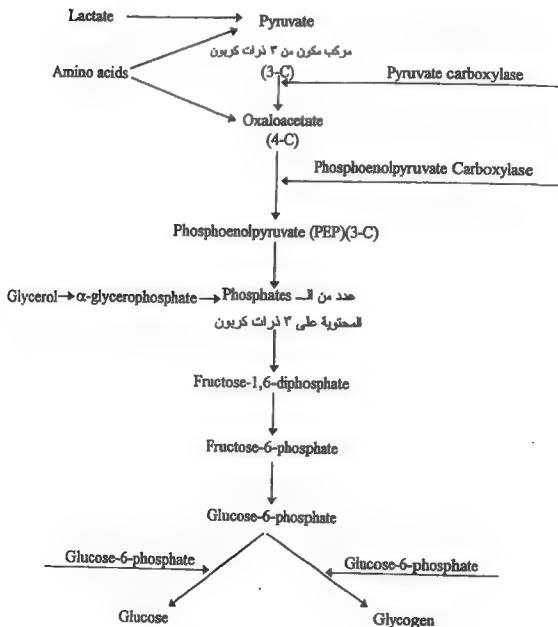 Lactate → Pyruvate
مركب مكون من ٣ ذرات كربون
Amino acids (3-C) Pyruvate carboxylase
Oxaloacetate
(4-C)
Phosphoenolpyruvate Carboxylase
Phosphoenolpyruvate (PEP)(3-C)
Glycerol→α-glycerophosphate→Phosphates عدد من الـ
المحتوية على ٣ ذرات كربون
Fructose-1,6-diphosphate
Fructose-6-phosphate
Glucose-6-phosphate
Glucose-6-phosphate Glucose-6-phosphate
Glucose Glycogen